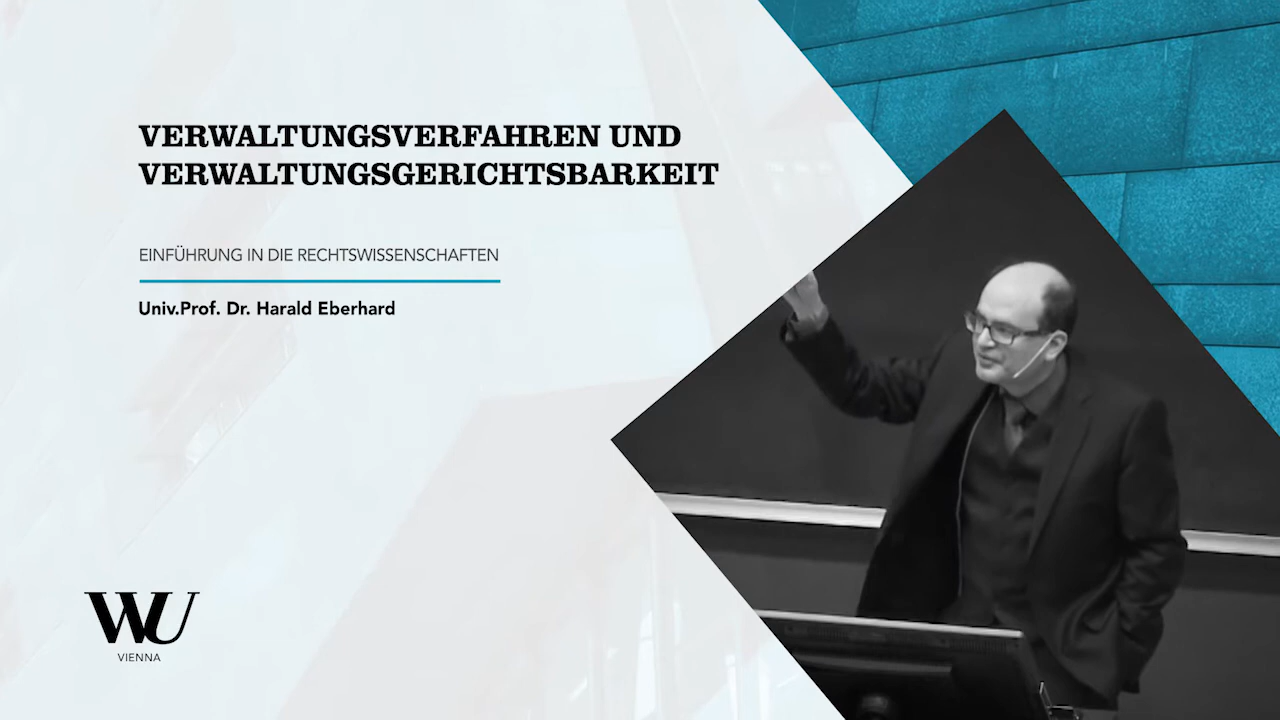 VERWALTUNGSVERFAHREN UND
VERWALTUNGSGERICHTSBARKEIT
EINFÜHRUNG IN DIE RECHTSWISSENSCHAFTEN
Univ.Prof. Dr. Harald Eberhard
WU
VIENNA